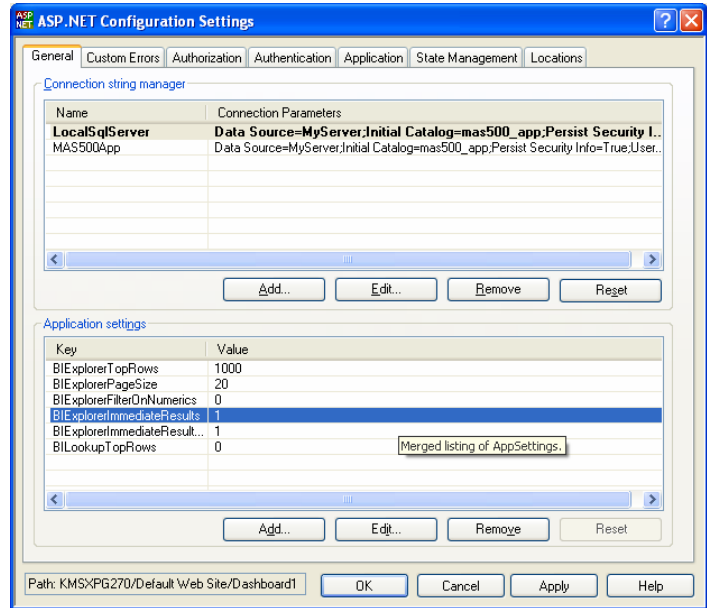 ASP.NET Configuration Settings
General Custom Errors Authorization Authentication Application State Management Locations
Connection string manager
Name Connection Parameters
LocalSqlServer Data Source=MyServer;Initial Catalog=mas500_app;Persist Security I..
MAS500App Data Source=MyServer;Initial Catalog=mas500_app;Persist Security Info=True;User..
Add... Edit... Remove Reset
Application settings
Key Value
BIExplorerTopRows 1000
BIExplorerPageSize 20
BIExplorerFilterOnNumerics 0
BIExplorerImmediateResults 1
BIExplorerImmediateResult... 1
BILookupTopRows 0
Merged listing of AppSettings.
Add... Edit... Remove Reset
Path: KMSXPG270/Default Web Site/Dashboard1 OK Cancel Apply Help